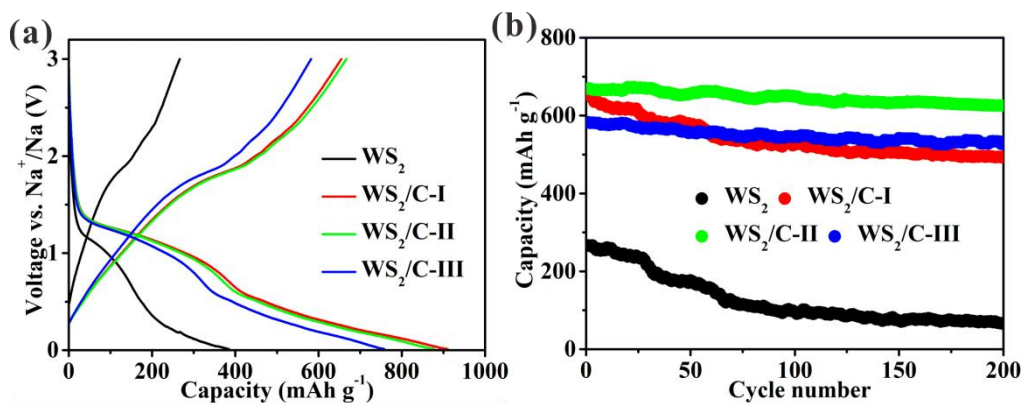 (a)
3
2
1
0
Voltage vs. Na⁺/Na (V)
WS₂
WS₂/C-I
WS₂/C-II
WS₂/C-III
0 200 400 600 800 1000
Capacity (mAh g⁻¹)
(b)
800
600
400
200
0
Capacity (mAh g⁻¹)
WS₂ WS₂/C-I
WS₂/C-II WS₂/C-III
0 50 100 150 200
Cycle number